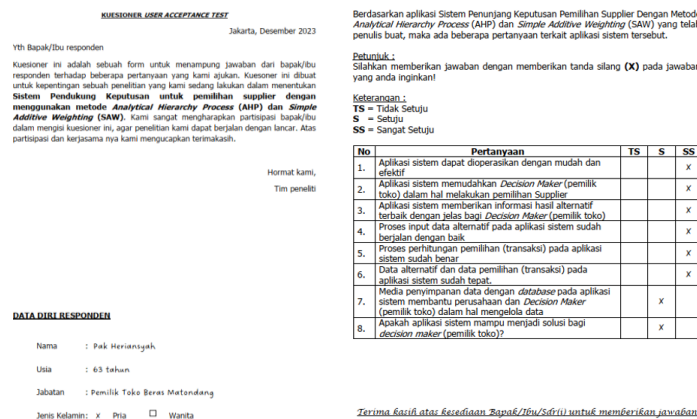 KUESIONER USER ACCEPTANCE TEST
Jakarta, Desember 2023
Yth Bapak/Ibu responden
Kuesioner ini adalah sebuah form untuk menampung jawaban dari bapak/ibu
responden terhadap beberapa pertanyaan yang kami ajukan. Kuesoner ini dibuat
untuk kepentingan sebuah penelitian yang kami sedang lakukan dalam menentukan
Sistem Pendukung Keputusan untuk pemilihan supplier dengan
menggunakan metode Analytical Hierarchy Process (AHP) dan Simple
Additive Weighting (SAW). Kami sangat mengharapkan partisipasi bapak/ibu
dalam mengisi kuesioner ini, agar penelitian kami dapat berjalan dengan lancar. Atas
partisipasi dan kerjasama nya kami mengucapkan terimakasih.
Hormat kami,
Tim peneliti
DATA DIRI RESPONDEN
Nama : Pak Heriansyah
Usia : 63 tahun
Jabatan : Pemilik Toko Beras Matondang
Jenis Kelamin: X Pria Wanita
Berdasarkan aplikasi Sistem Penunjang Keputusan Pemilihan Supplier Dengan Metode
Analytical Hierarchy Process (AHP) dan Simple Additive Weighting (SAW) yang telah
penulis buat, maka ada beberapa pertanyaan terkait aplikasi sistem tersebut.
Petunjuk :
Silahkan memberikan jawaban dengan memberikan tanda silang (X) pada jawaban
yang anda inginkan!
Keterangan :
TS = Tidak Setuju
S = Setuju
SS = Sangat Setuju
No Pertanyaan TS S SS
1. Aplikasi sistem dapat dioperasikan dengan mudah dan
efektif X
2. Aplikasi sistem memudahkan Decision Maker (pemilik
toko) dalam hal melakukan pemilihan Supplier X
3. Aplikasi sistem memberikan informasi hasil alternatif
terbaik dengan jelas bagi Decision Maker (pemilik toko) X
4. Proses input data alternatif pada aplikasi sistem sudah
berjalan dengan baik X
5. Proses perhitungan pemilihan (transaksi) pada aplikasi
sistem sudah benar X
6. Data alternatif dan data pemilihan (transaksi) pada
aplikasi sistem sudah tepat. X
7. Media penyimpanan data dengan database pada aplikasi
sistem membantu perusahaan dan Decision Maker
(pemilik toko) dalam hal mengelola data X
8. Apakah aplikasi sistem mampu menjadi solusi bagi
decision maker (pemilik toko)? X
Terima kasih atas kesediaan Bapak/Ibu/Sdr(i) untuk memberikan jawaban